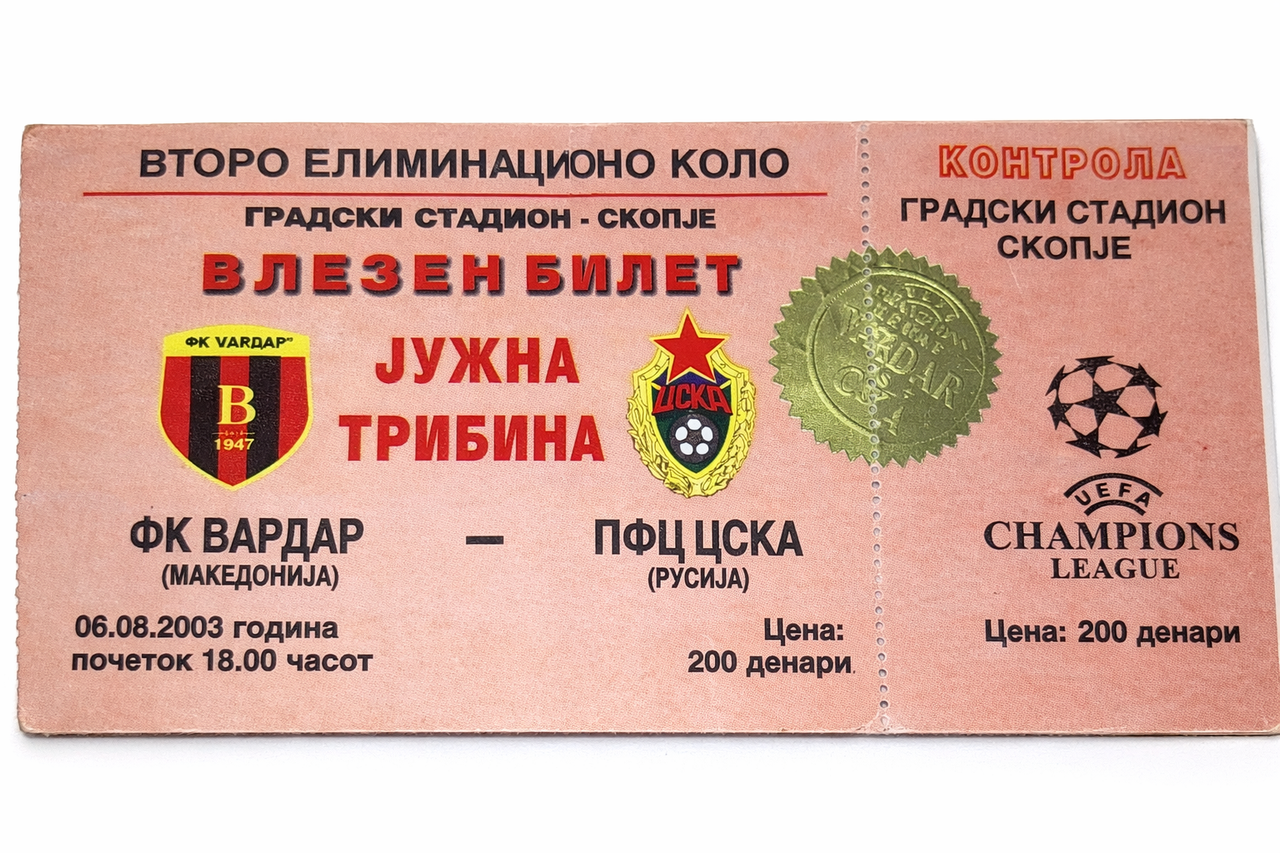 ВТОРО ЕЛИМИНАЦИОНО КОЛО
ГРАДСКИ СТАДИОН - СКОПЈЕ
ВЛЕЗЕН БИЛЕТ
ФК VARDAR
В
1947
ЈУЖНА
ТРИБИНА
ЦСКА
ФК ВАРДАР – ПФЦ ЦСКА
(МАКЕДОНИЈА) (РУСИЈА)
06.08.2003 година
почеток 18.00 часот
Цена:
200 денари
VARDAR
КОНТРОЛА
ГРАДСКИ СТАДИОН
СКОПЈЕ
UEFA
CHAMPIONS
LEAGUE
Цена: 200 денари